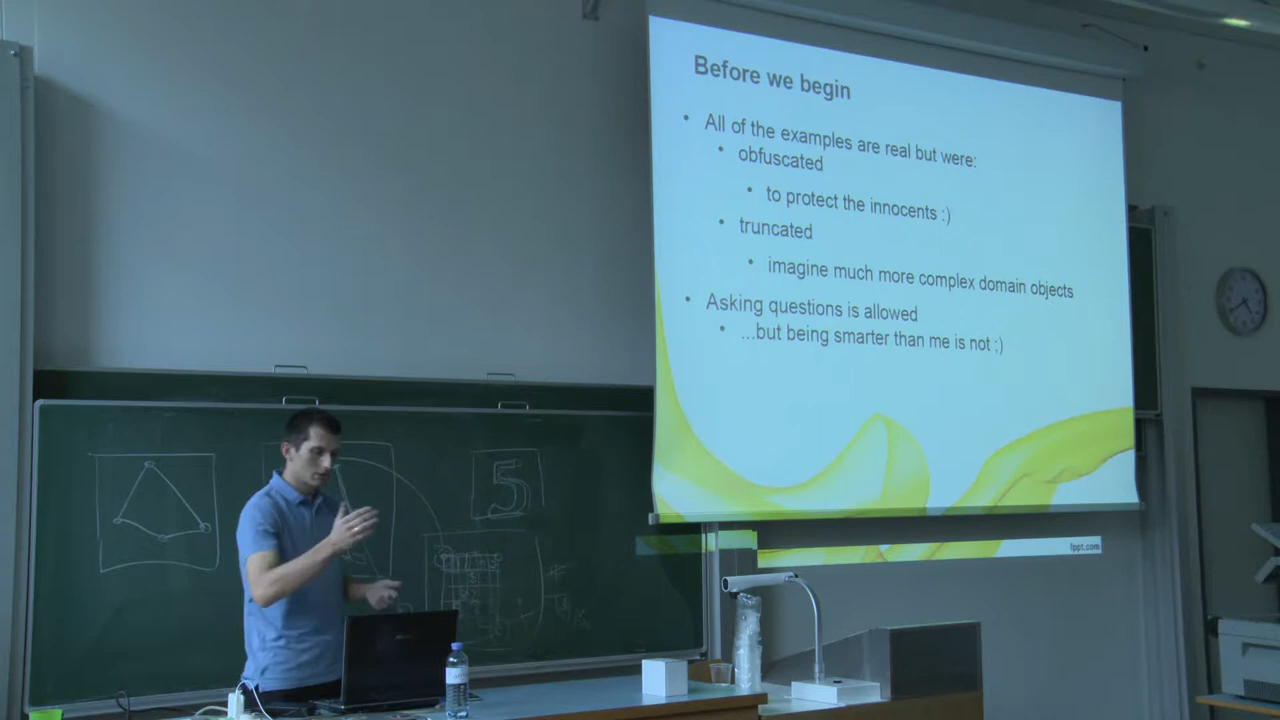 Before we begin
• All of the examples are real but were:
• obfuscated
• to protect the innocents :)
• truncated
• imagine much more complex domain objects
• Asking questions is allowed
• ...but being smarter than me is not ;)
fppt.com
5